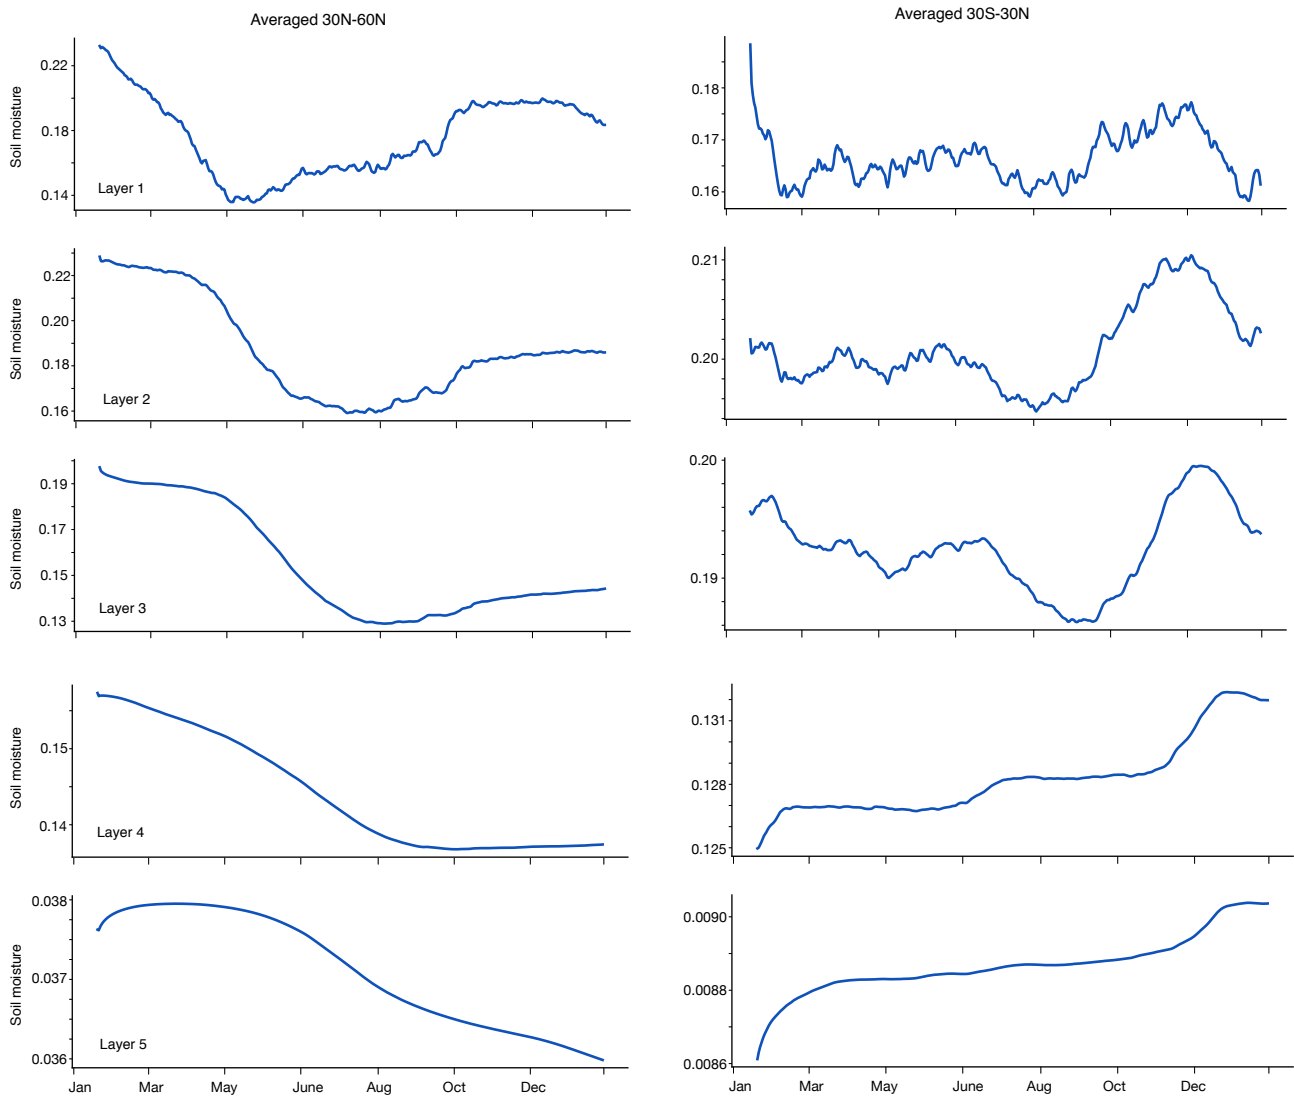 Averaged 30N-60N
Averaged 30S-30N
Soil moisture
0.22
0.18
0.14
Layer 1
0.18
0.17
0.16
Soil moisture
0.22
0.20
0.18
0.16
Layer 2
0.21
0.20
Soil moisture
0.19
0.17
0.15
0.13
Layer 3
0.20
0.19
Soil moisture
0.15
0.14
Layer 4
0.131
0.128
0.125
Soil moisture
0.038
0.037
0.036
Layer 5
0.0090
0.0088
0.0086
Jan Mar May June Aug Oct Dec
Jan Mar May June Aug Oct Dec